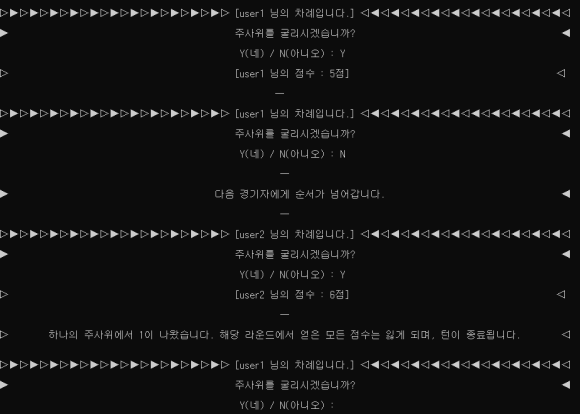 ▷▶▷▶▷▶▷▶▷▶▷▶▷▶▷▶▷▶▷▶▷▶▷ [user1 님의 차례입니다.] ◁◀◁◀◁◀◁◀◁◀◁◀◁◀◁◀◁◀◁◀◁
▶ 주사위를 굴리시겠습니까? ◀
Y(네) / N(아니오) : Y
▷ [user1 님의 점수 : 5점] ◁
ㅡ
▷▶▷▶▷▶▷▶▷▶▷▶▷▶▷▶▷▶▷▶▷▶▷ [user1 님의 차례입니다.] ◁◀◁◀◁◀◁◀◁◀◁◀◁◀◁◀◁◀◁◀◁
▶ 주사위를 굴리시겠습니까? ◀
Y(네) / N(아니오) : N
ㅡ
▶ 다음 경기자에게 순서가 넘어갑니다. ◀
ㅡ
▷▶▷▶▷▶▷▶▷▶▷▶▷▶▷▶▷▶▷▶▷▶▷ [user2 님의 차례입니다.] ◁◀◁◀◁◀◁◀◁◀◁◀◁◀◁◀◁◀◁◀◁
▶ 주사위를 굴리시겠습니까? ◀
Y(네) / N(아니오) : Y
▷ [user2 님의 점수 : 6점] ◁
ㅡ
▷ 하나의 주사위에서 1이 나왔습니다. 해당 라운드에서 얻은 모든 점수는 잃게 되며, 턴이 종료됩니다. ◁
▷▶▷▶▷▶▷▶▷▶▷▶▷▶▷▶▷▶▷▶▷▶▷ [user1 님의 차례입니다.] ◁◀◁◀◁◀◁◀◁◀◁◀◁◀◁◀◁◀◁◀◁
▶ 주사위를 굴리시겠습니까? ◀
Y(네) / N(아니오) :